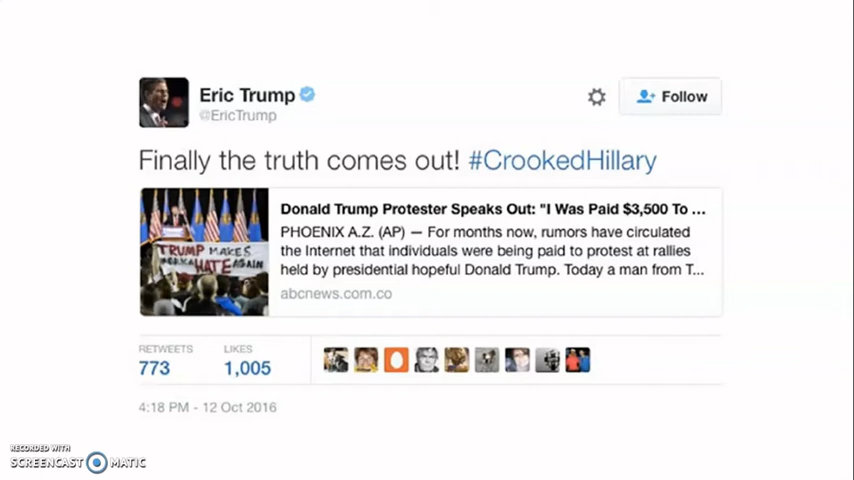 Eric Trump
@EricTrump
Follow
Finally the truth comes out! #CrookedHillary
Donald Trump Protester Speaks Out: "I Was Paid $3,500 To ...
PHOENIX A.Z. (AP) — For months now, rumors have circulated
the Internet that individuals were being paid to protest at rallies
held by presidential hopeful Donald Trump. Today a man from T...
abcnews.com.co
TRUMP MAKES
HATE AGAIN
RETWEETS
LIKES
773
1,005
4:18 PM - 12 Oct 2016
RECORDED WITH
SCREENCAST MATIC